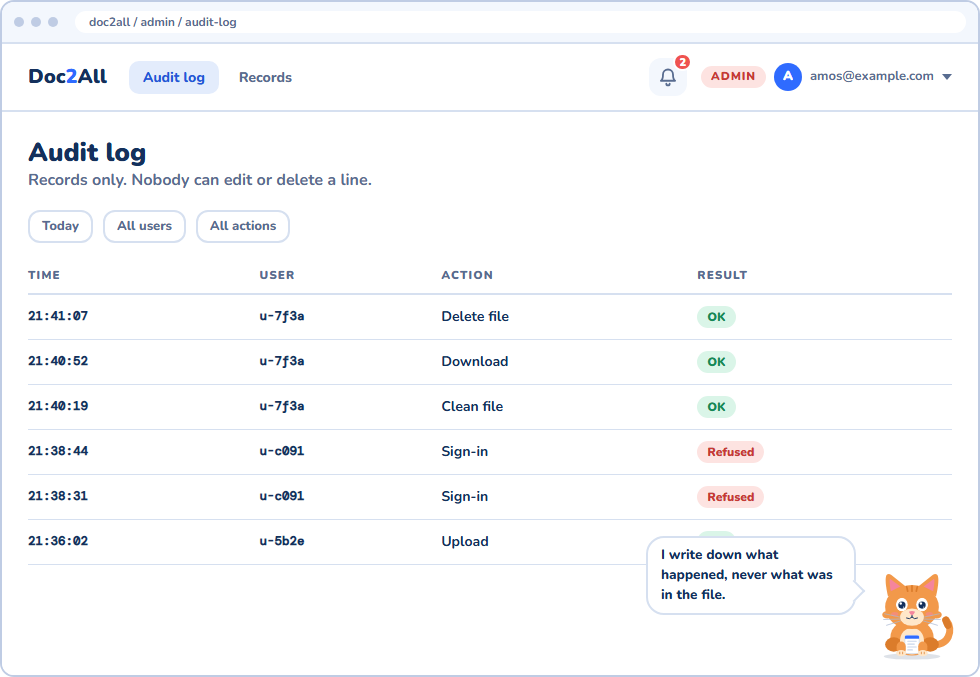 doc2all / admin / audit-log
Doc2All Audit log Records 2 ADMIN A amos@example.com
Audit log
Records only. Nobody can edit or delete a line.
Today All users All actions
TIME USER ACTION RESULT
21:41:07 u-7f3a Delete file OK
21:40:52 u-7f3a Download OK
21:40:19 u-7f3a Clean file OK
21:38:44 u-c091 Sign-in Refused
21:38:31 u-c091 Sign-in Refused
21:36:02 u-5b2e Upload
I write down what
happened, never what was
in the file.